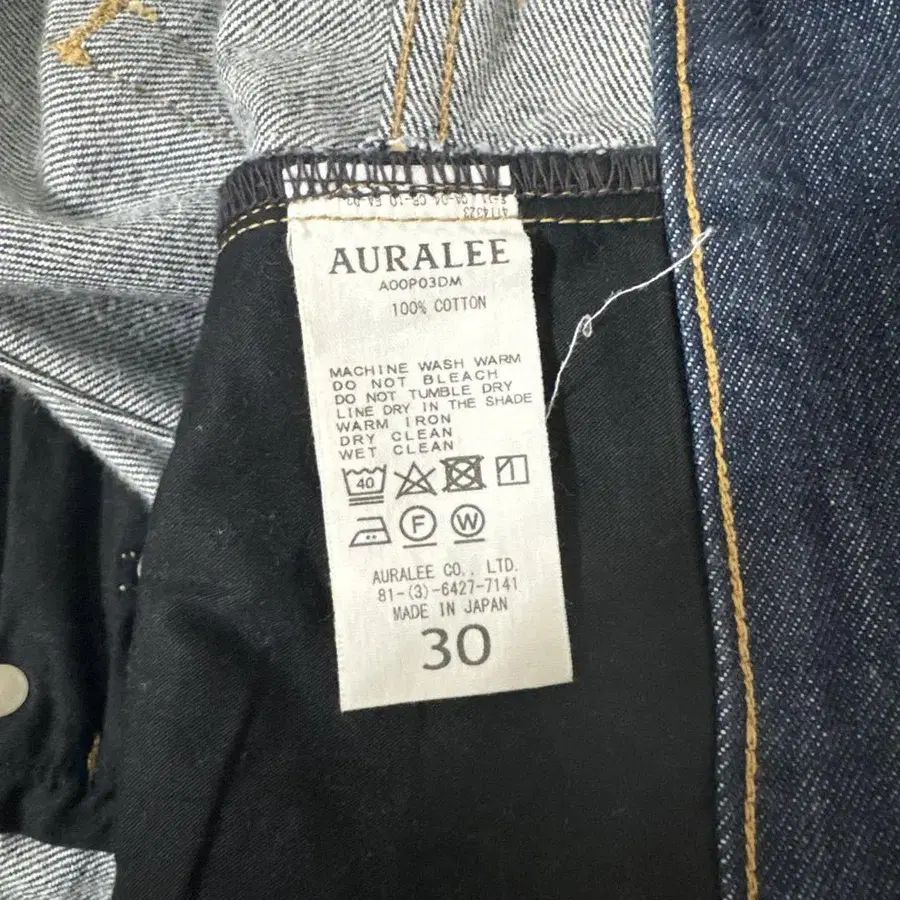 AURALEE
A00P03DM
100% COTTON
MACHINE WASH WARM
DO NOT BLEACH
DO NOT TUMBLE DRY
LINE DRY IN THE SHADE
WARM IRON
DRY CLEAN
WET CLEAN
40
F W
AURALEE CO., LTD.
81-(3)-6427-7141
MADE IN JAPAN
30